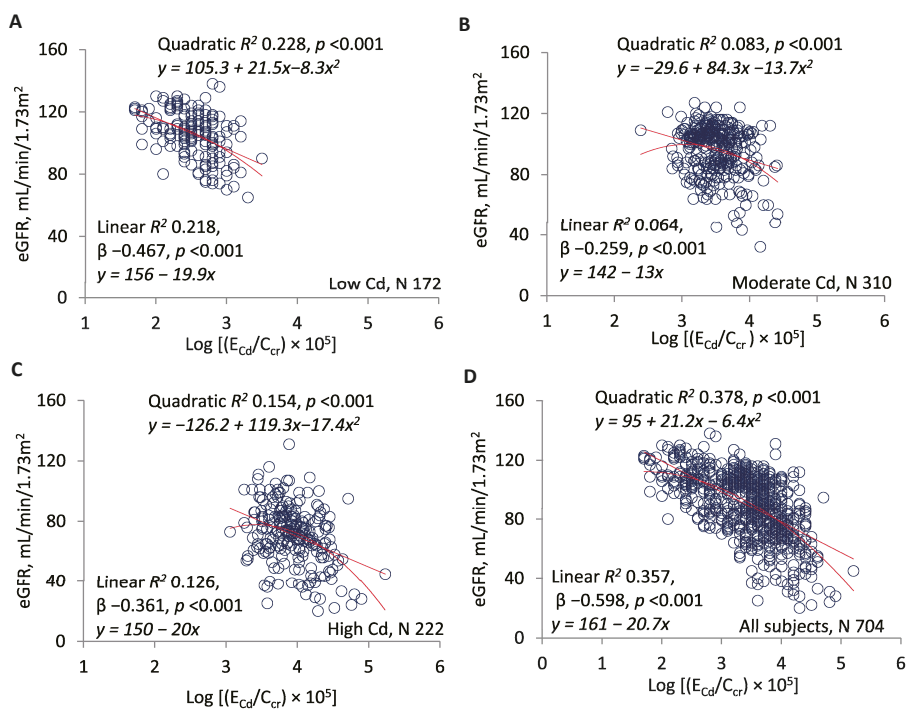 A
Quadratic R² 0.228, p <0.001
y = 105.3 + 21.5x−8.3x²
160
120
80
40
0
eGFR, mL/min/1.73m²
Linear R² 0.218,
β −0.467, p <0.001
y = 156 − 19.9x
Low Cd, N 172
1 2 3 4 5 6
Log [(E_Cd/C_cr) × 10⁵]
B
Quadratic R² 0.083, p <0.001
y = −29.6 + 84.3x −13.7x²
160
120
80
40
0
eGFR, mL/min/1.73m²
Linear R² 0.064,
β −0.259, p <0.001
y = 142 − 13x
Moderate Cd, N 310
1 2 3 4 5 6
Log [(E_Cd/C_cr) × 10⁵]
C
Quadratic R² 0.154, p <0.001
y = −126.2 + 119.3x−17.4x²
160
120
80
40
0
eGFR, mL/min/1.73m²
Linear R² 0.126,
β −0.361, p <0.001
y = 150 − 20x
High Cd, N 222
1 2 3 4 5 6
Log [(E_Cd/C_cr) × 10⁵]
D
Quadratic R² 0.378, p <0.001
y = 95 + 21.2x − 6.4x²
160
120
80
40
0
eGFR, mL/min/1.73m²
Linear R² 0.357,
β −0.598, p <0.001
y = 161 − 20.7x
All subjects, N 704
0 1 2 3 4 5 6
Log [(E_Cd/C_cr) × 10⁵]